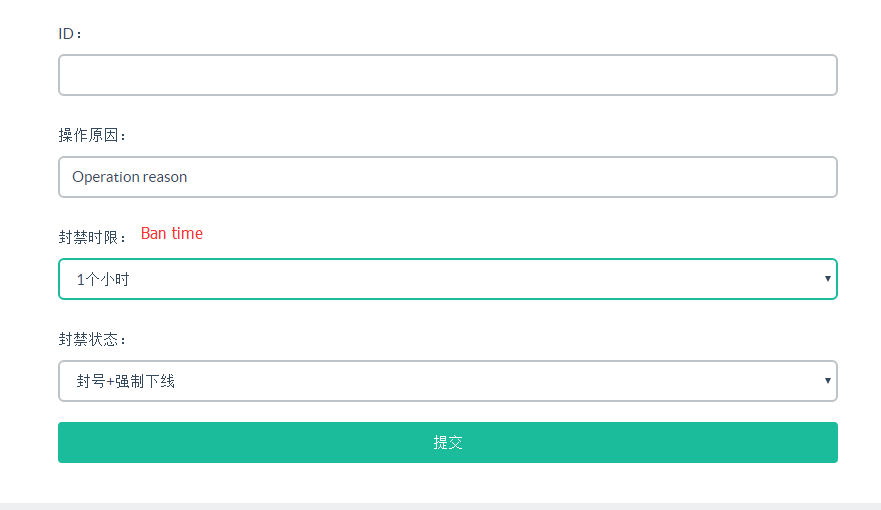 ID：
操作原因：
Operation reason
封禁时限： Ban time
1个小时
封禁状态：
封号+强制下线
提交